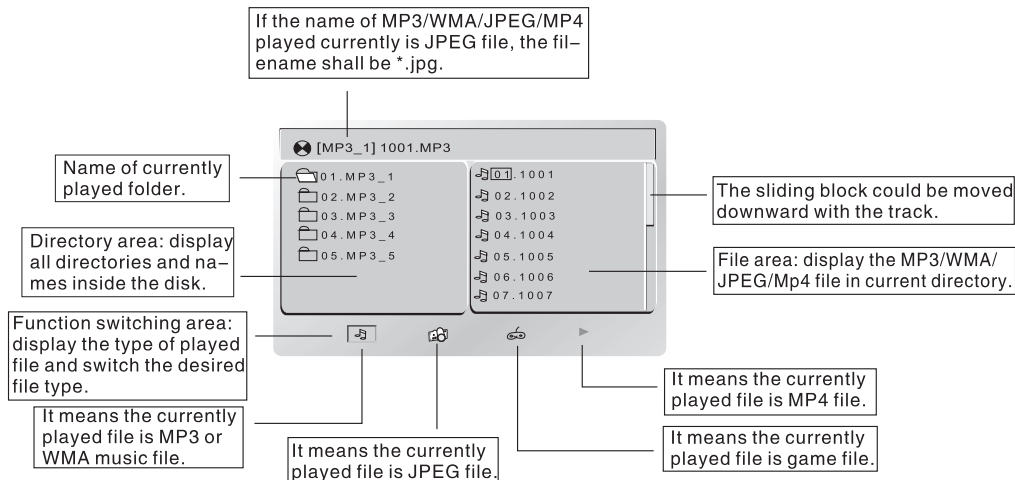 If the name of MP3/WMA/JPEG/MP4
played currently is JPEG file, the fil–
ename shall be *.jpg.
[MP3_1] 1001.MP3
Name of currently
played folder.
01.MP3_1
02.MP3_2
03.MP3_3
04.MP3_4
05.MP3_5
01.1001
02.1002
03.1003
04.1004
05.1005
06.1006
07.1007
The sliding block could be moved
downward with the track.
Directory area: display
all directories and na–
mes inside the disk.
File area: display the MP3/WMA/
JPEG/Mp4 file in current directory.
Function switching area:
display the type of played
file and switch the desired
file type.
It means the currently
played file is MP3 or
WMA music file.
It means the currently
played file is JPEG file.
It means the currently
played file is MP4 file.
It means the currently
played file is game file.